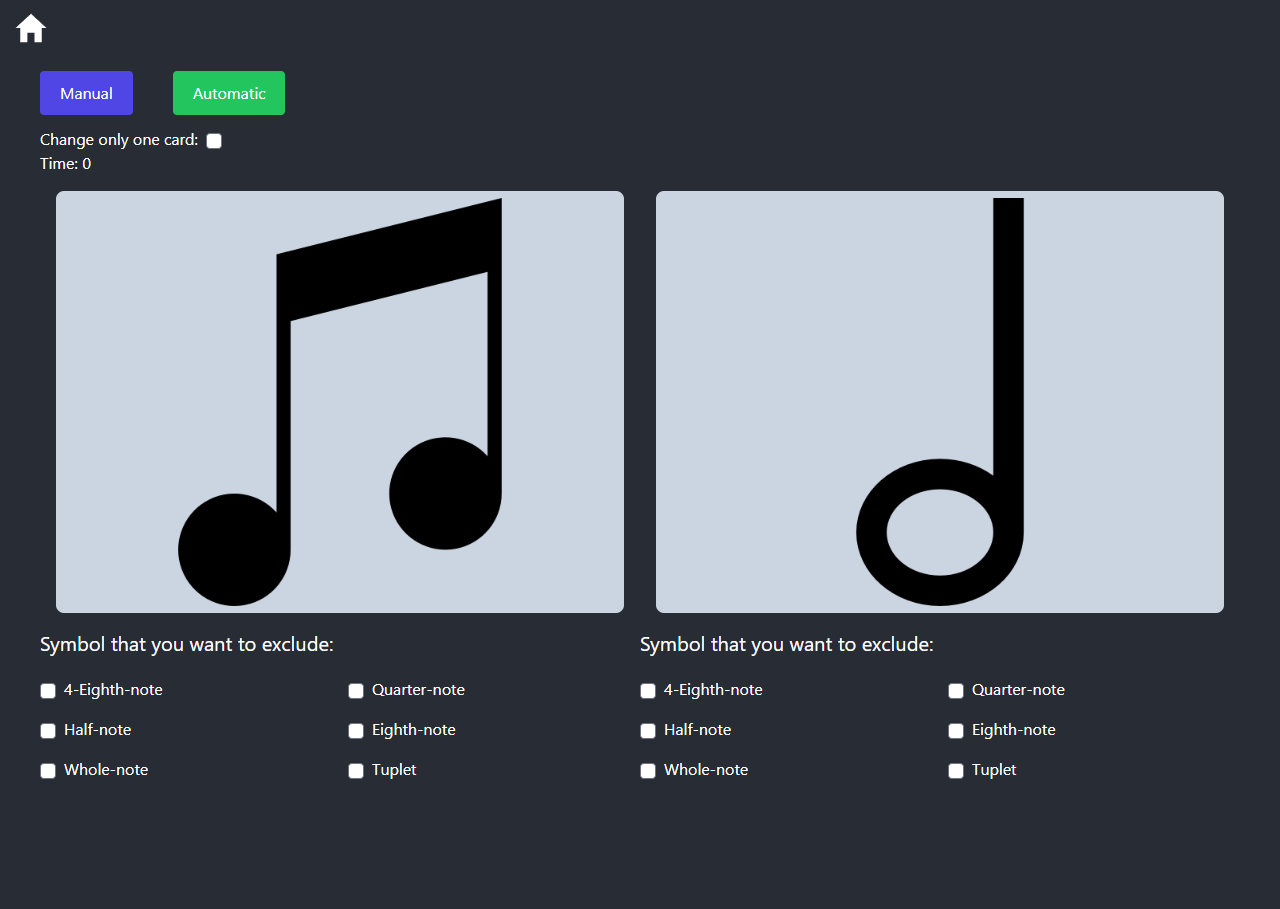 Manual Automatic
Change only one card:
Time: 0
Symbol that you want to exclude: Symbol that you want to exclude:
4-Eighth-note Quarter-note 4-Eighth-note Quarter-note
Half-note Eighth-note Half-note Eighth-note
Whole-note Tuplet Whole-note Tuplet